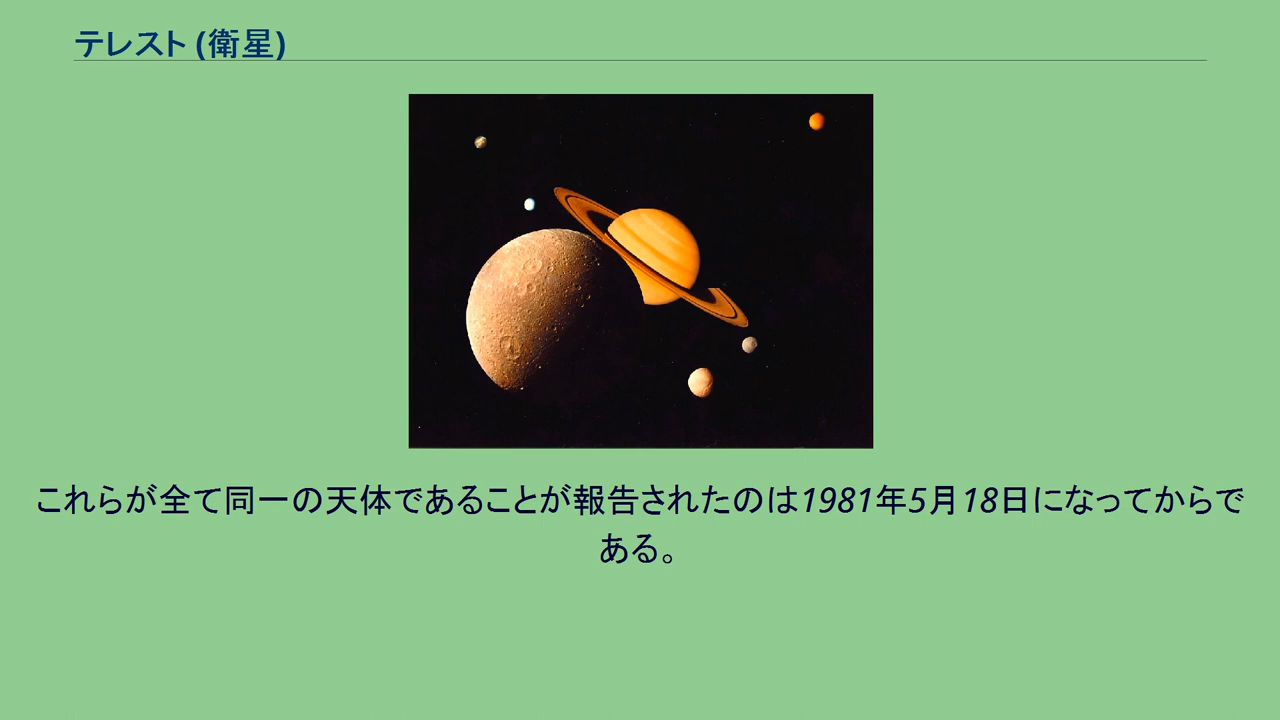 テレスト (衛星)
これらが全て同一の天体であることが報告されたのは1981年5月18日になってからで
ある。